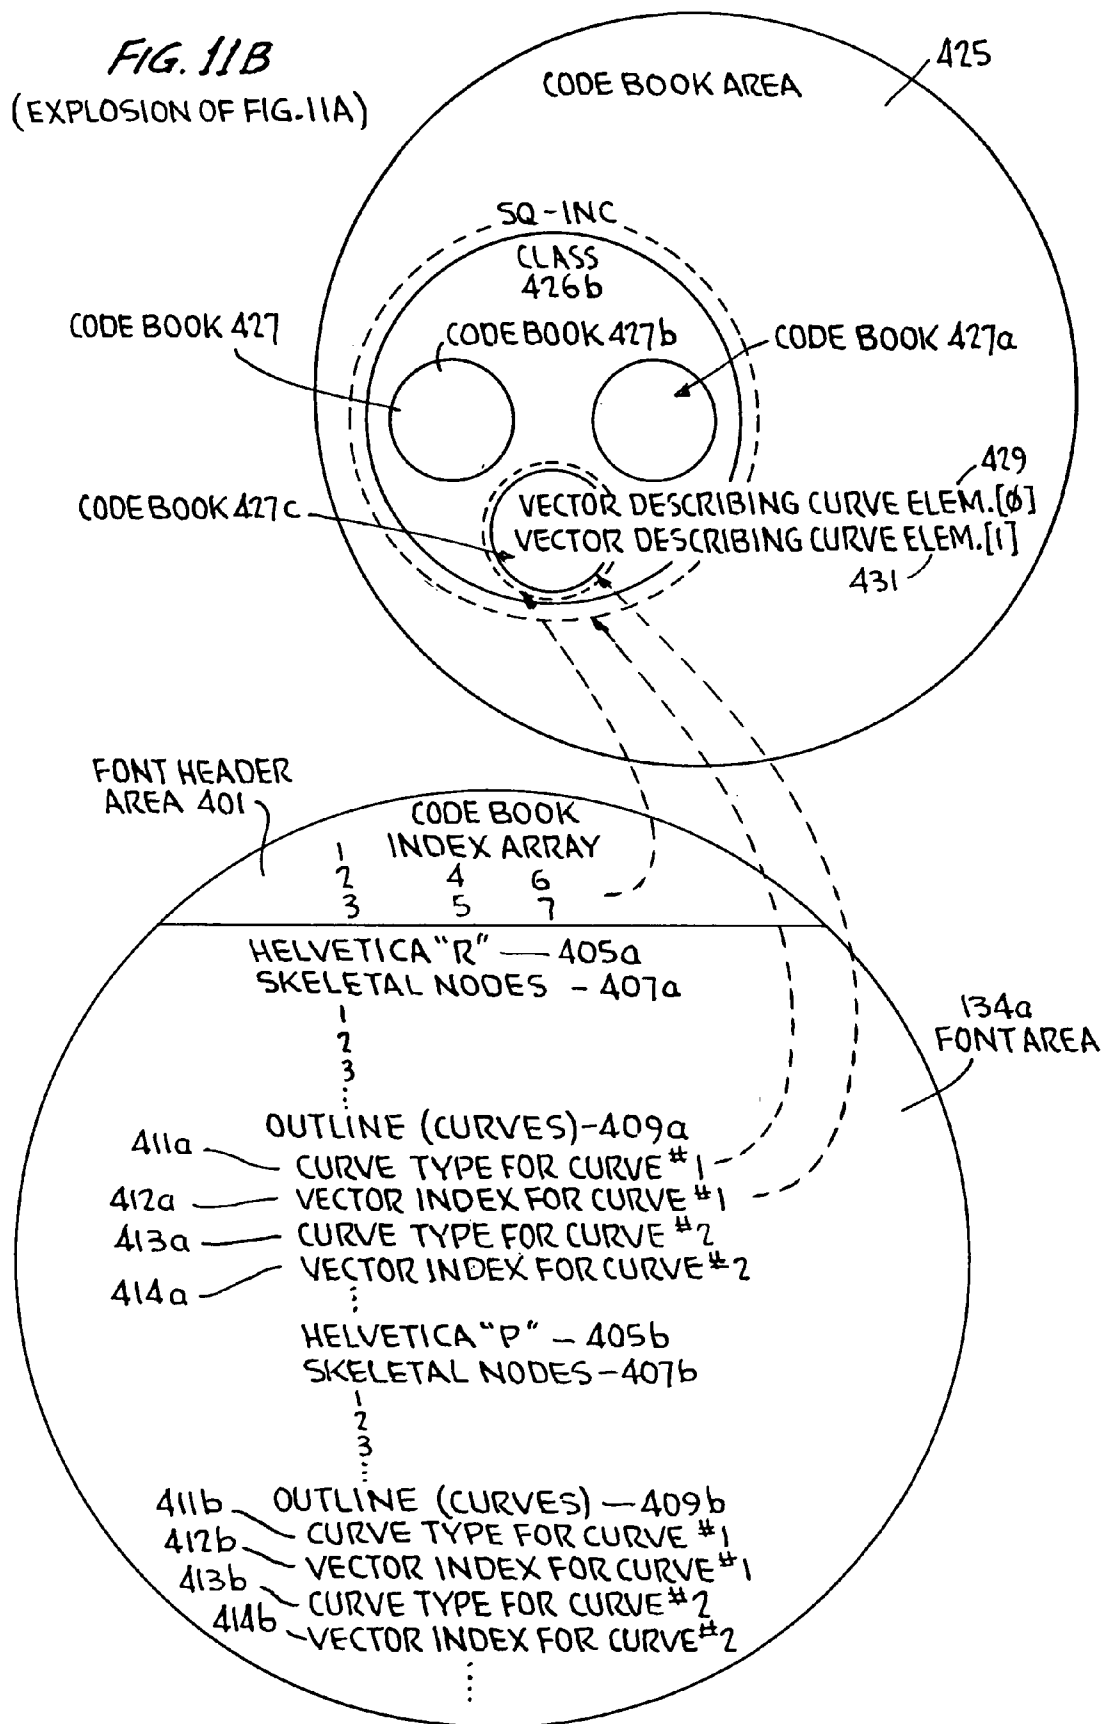 FIG. 11B
(EXPLOSION OF FIG. 11A)
CODE BOOK AREA
425
SQ-INC
CLASS
426b
CODE BOOK 427
CODE BOOK 427b
CODE BOOK 427a
429
CODE BOOK 427c
VECTOR DESCRIBING CURVE ELEM.[Ø]
VECTOR DESCRIBING CURVE ELEM.[1]
431
FONT HEADER
AREA 401
CODE BOOK
INDEX ARRAY
1
2 4 6
3 5 7
HELVETICA "R" — 405a
SKELETAL NODES - 407a
1
2
3
⋮
134a
FONT AREA
OUTLINE (CURVES)-409a
411a CURVE TYPE FOR CURVE #1
412a VECTOR INDEX FOR CURVE #1
413a CURVE TYPE FOR CURVE #2
414a VECTOR INDEX FOR CURVE #2
⋮
HELVETICA "P" — 405b
SKELETAL NODES-407b
1
2
3
⋮
OUTLINE (CURVES) — 409b
411b CURVE TYPE FOR CURVE #1
412b VECTOR INDEX FOR CURVE #1
413b CURVE TYPE FOR CURVE #2
414b VECTOR INDEX FOR CURVE #2
⋮